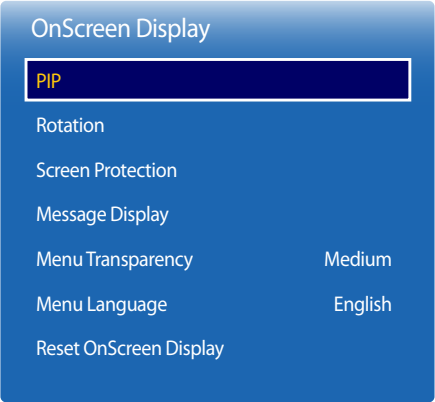 OnScreen Display
PIP
Rotation
Screen Protection
Message Display
Menu Transparency Medium
Menu Language English
Reset OnScreen Display